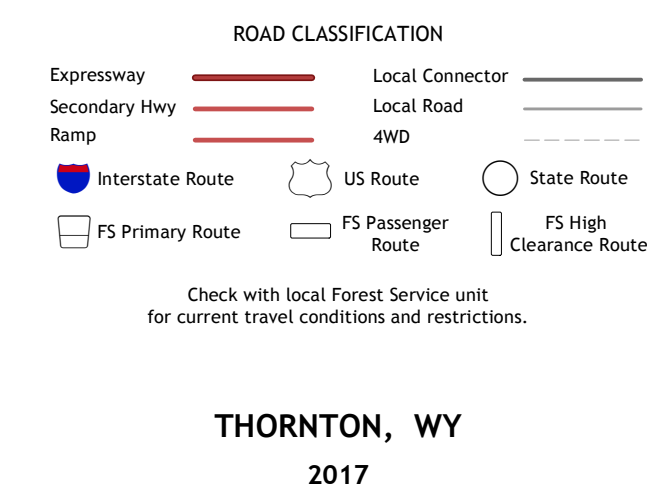 ROAD CLASSIFICATION
Expressway
Local Connector
Secondary Hwy
Local Road
Ramp
4WD
Interstate Route
US Route
State Route
FS Primary Route
FS Passenger
Route
FS High
Clearance Route
Check with local Forest Service unit
for current travel conditions and restrictions.
THORNTON, WY
2017